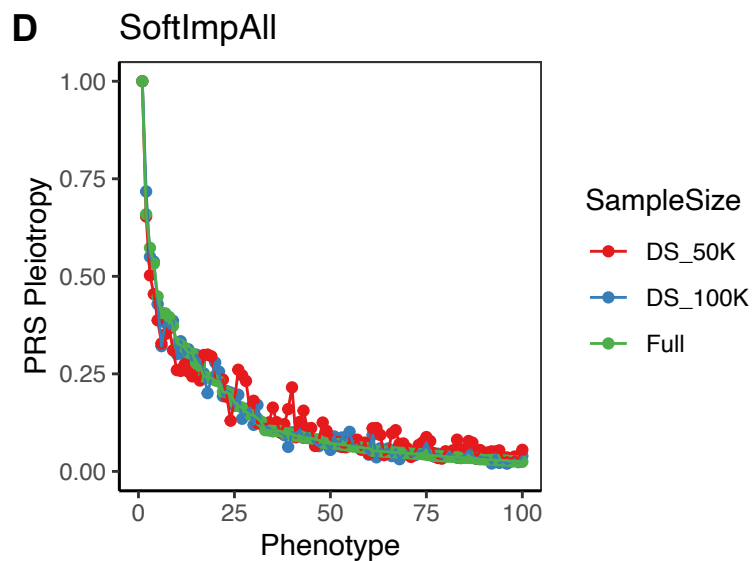 D SoftImpAll
1.00
0.75
0.50
0.25
0.00
PRS Pleiotropy
0 25 50 75 100
Phenotype
SampleSize
DS_50K
DS_100K
Full